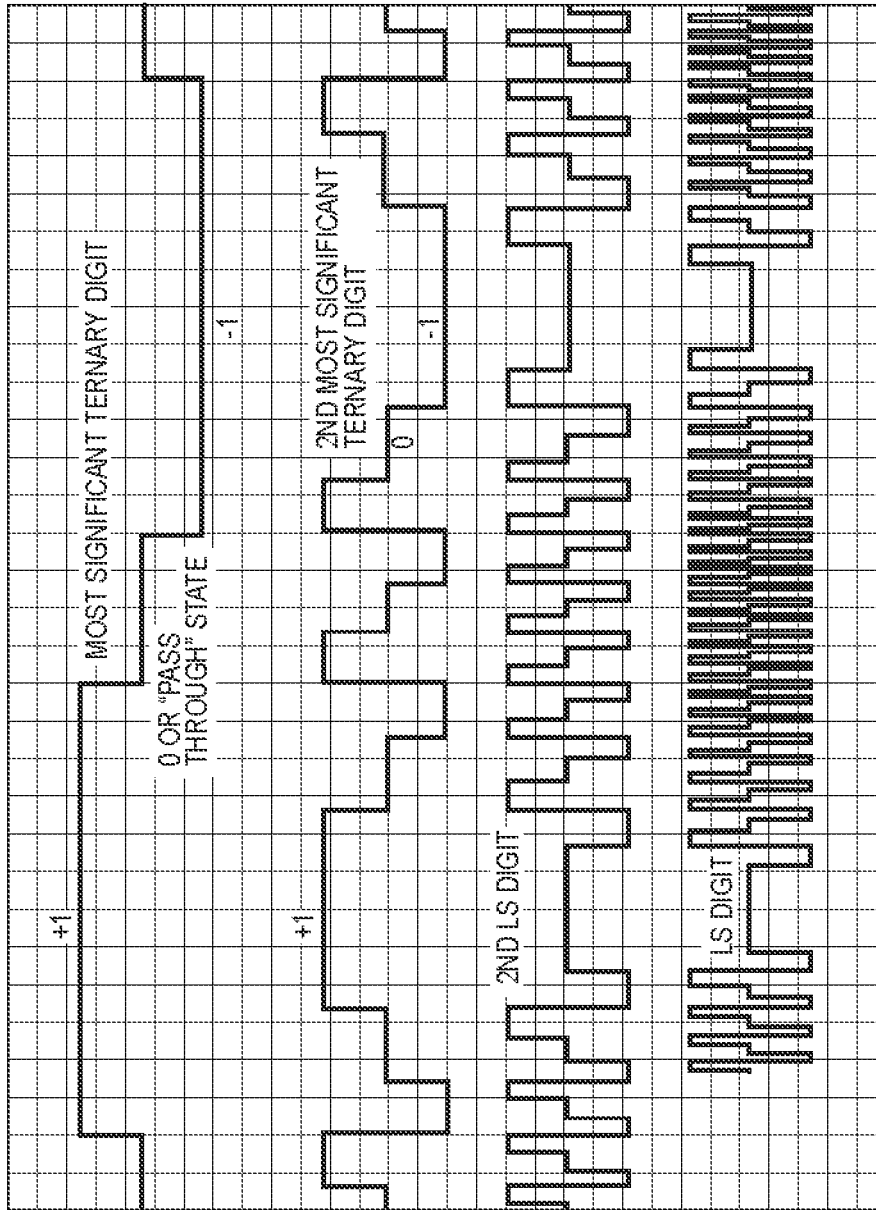 MOST SIGNIFICANT TERNARY DIGIT
+1
0 OR "PASS
THROUGH" STATE
-1
2ND MOST SIGNIFICANT
TERNARY DIGIT
+1
0
-1
2ND LS DIGIT
LS DIGIT